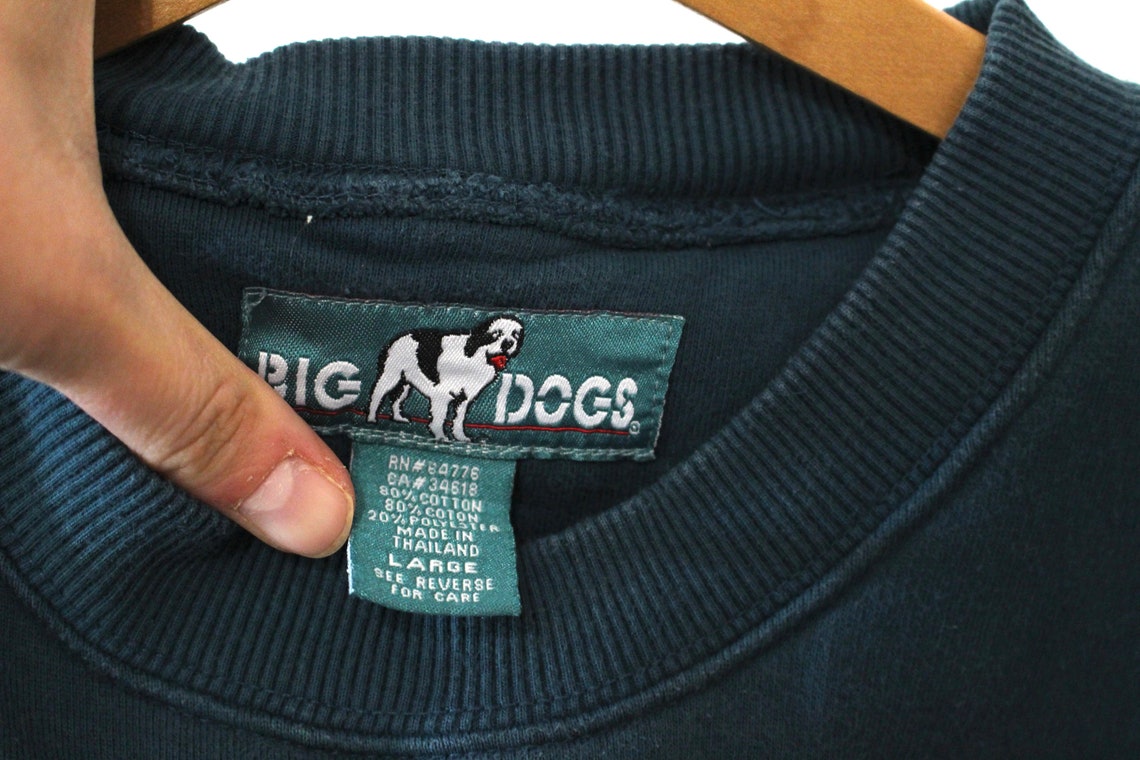 BIG DOGS®
RN#84776
CA#34618
80% COTTON
80% COTON
20% POLYESTER
MADE IN
THAILAND
LARGE
SEE REVERSE
FOR CARE